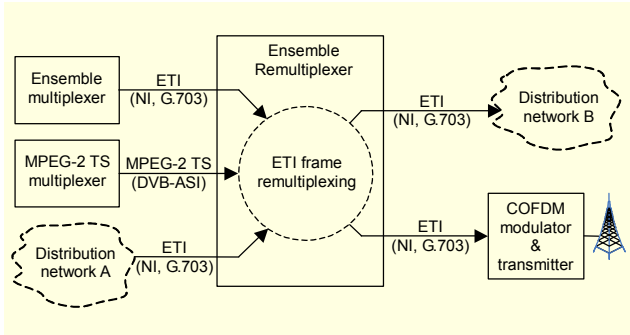 Ensemble
Remultiplexer
Ensemble
multiplexer
ETI
(NI, G.703)
MPEG-2 TS
multiplexer
MPEG-2 TS
(DVB-ASI)
Distribution
network A
ETI
(NI, G.703)
ETI frame
remultiplexing
ETI
(NI, G.703)
Distribution
network B
ETI
(NI, G.703)
COFDM
modulator
&
transmitter